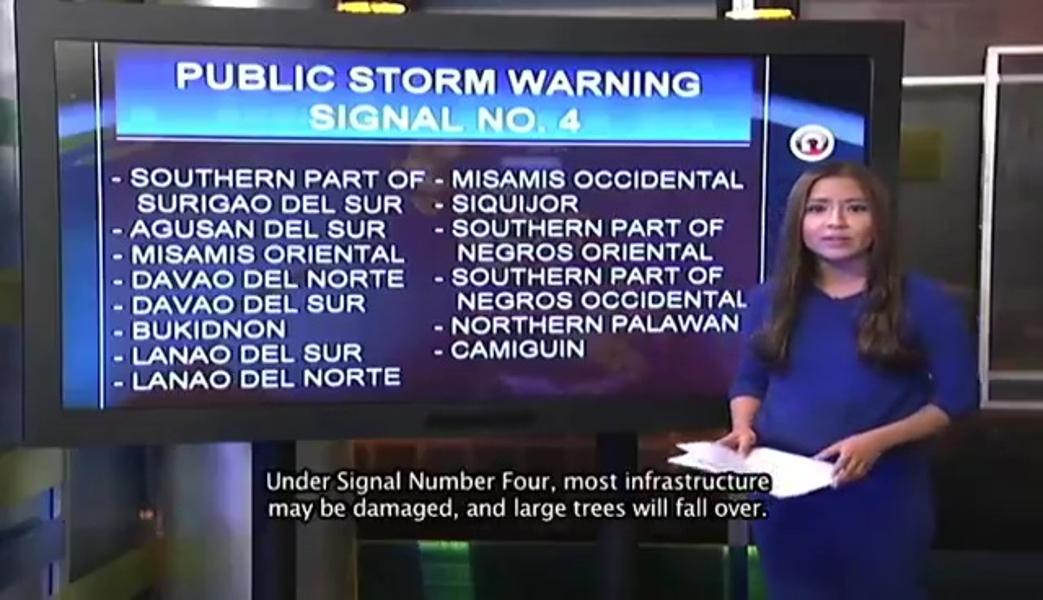 PUBLIC STORM WARNING
SIGNAL NO. 4
- SOUTHERN PART OF
SURIGAO DEL SUR
- AGUSAN DEL SUR
- MISAMIS ORIENTAL
- DAVAO DEL NORTE
- DAVAO DEL SUR
- BUKIDNON
- LANAO DEL SUR
- LANAO DEL NORTE
- MISAMIS OCCIDENTAL
- SIQUIJOR
- SOUTHERN PART OF
NEGROS ORIENTAL
- SOUTHERN PART OF
NEGROS OCCIDENTAL
- NORTHERN PALAWAN
- CAMIGUIN
Under Signal Number Four, most infrastructure
may be damaged, and large trees will fall over.